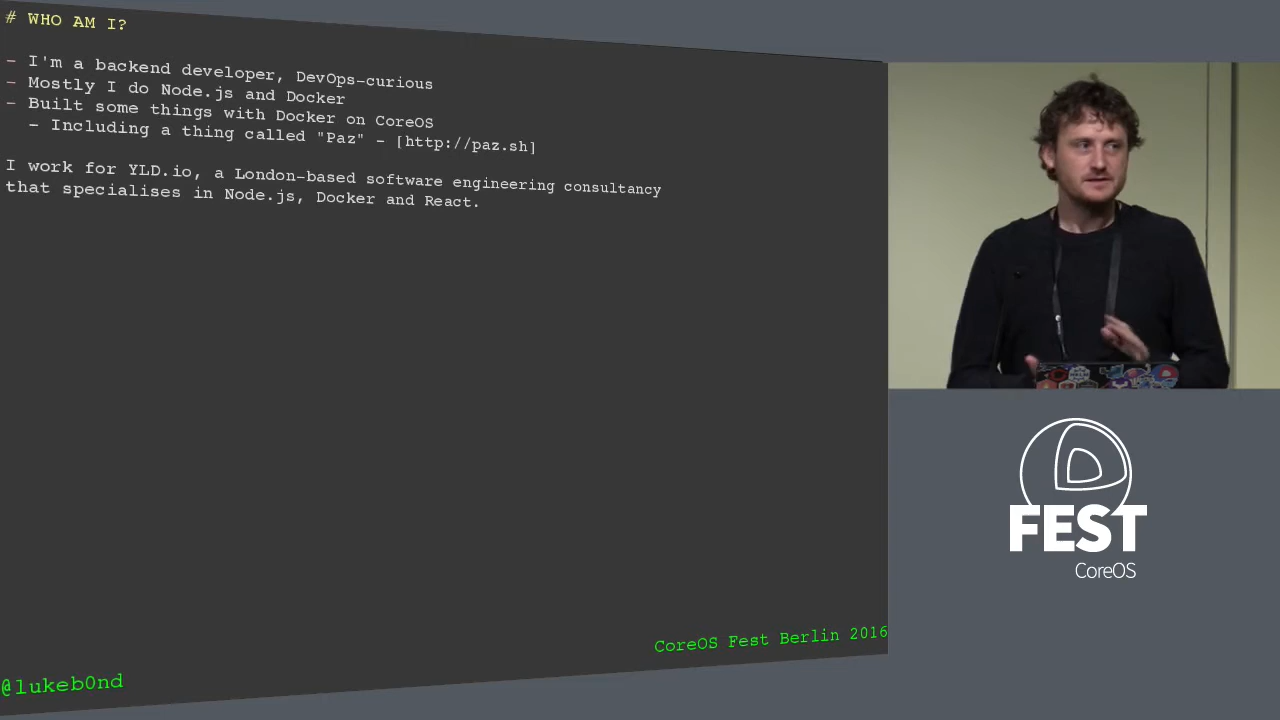 # WHO AM I?
- I'm a backend developer, DevOps-curious
- Mostly I do Node.js and Docker
- Built some things with Docker on CoreOS
- Including a thing called "Paz" - [http://paz.sh]
I work for YLD.io, a London-based software engineering consultancy
that specialises in Node.js, Docker and React.
CoreOS Fest Berlin 2016
@lukeb0nd
FEST
CoreOS